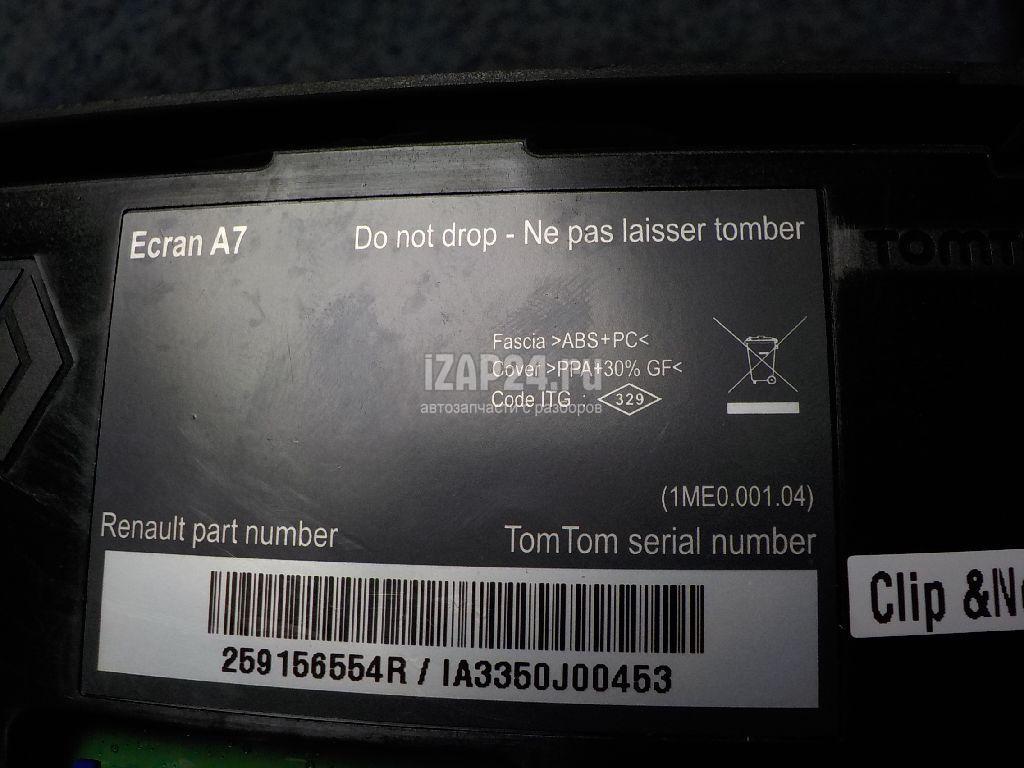 Ecran A7
Do not drop - Ne pas laisser tomber
TOMT
Fascia >ABS+PC<
iZAP24.ru
Cover >PPA+30% GF<
автозапчасти с разборов
Code ITG : 329
(1ME0.001.04)
Renault part number
TomTom serial number
Clip &
259156554R / IA3350J00453